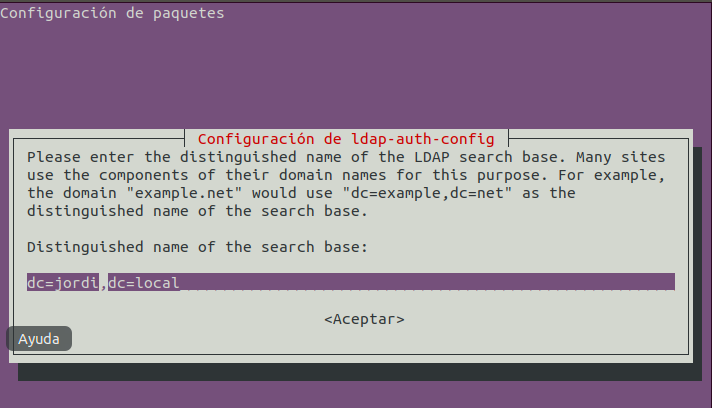 Configuración de paquetes
Configuración de ldap-auth-config
Please enter the distinguished name of the LDAP search base. Many sites
use the components of their domain names for this purpose. For example,
the domain "example.net" would use "dc=example,dc=net" as the
distinguished name of the search base.
Distinguished name of the search base:
dc=jordi,dc=local
<Aceptar>
Ayuda